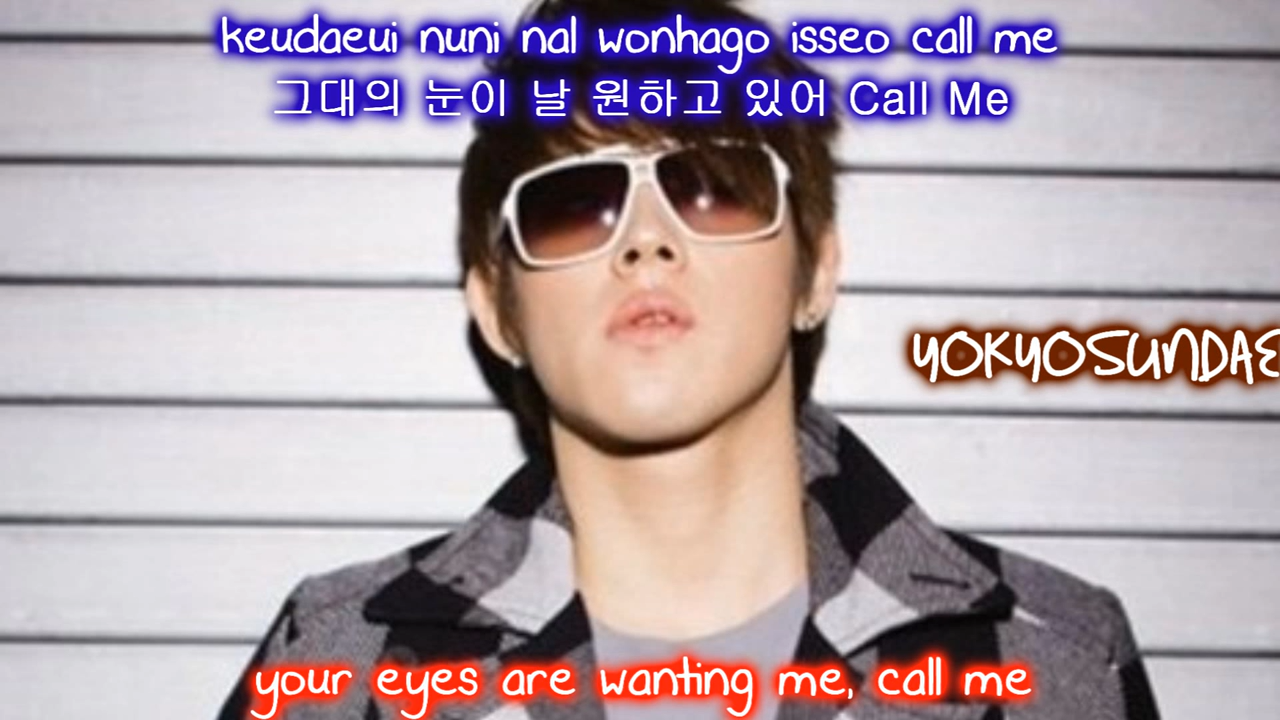 keudaeui nuni nal wonhago isseo call me
그대의 눈이 날 원하고 있어 Call Me
YOKYOSUNDAE
your eyes are wanting me, call me